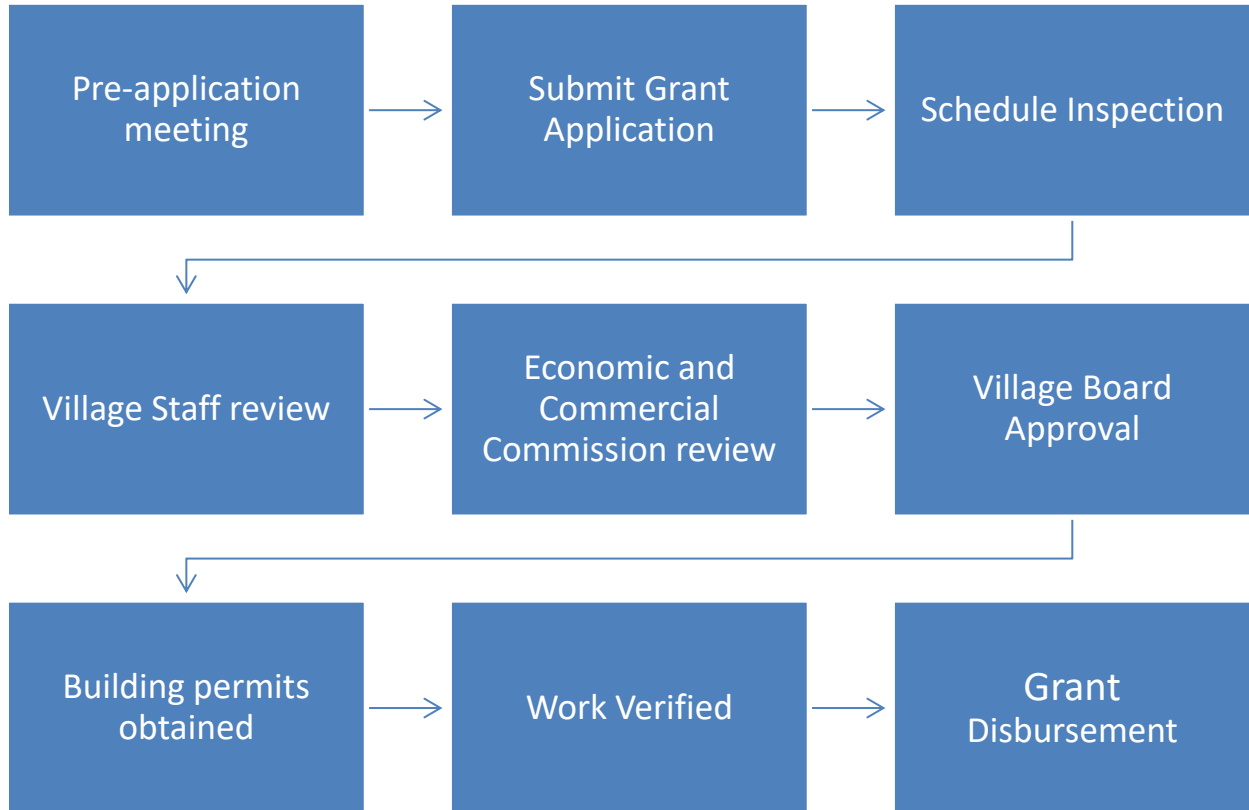 Pre-application
meeting
Submit Grant
Application
Schedule Inspection
Village Staff review
Economic and
Commercial
Commission review
Village Board
Approval
Building permits
obtained
Work Verified
Grant
Disbursement